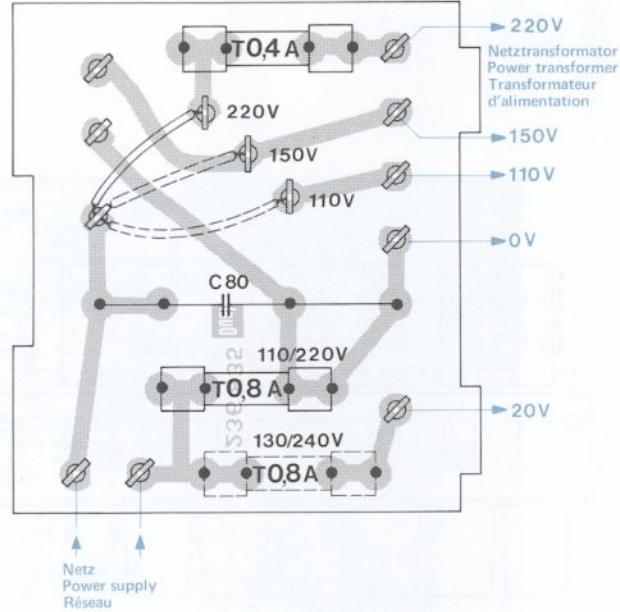 T0,4 A
220V
Netztransformator
Power transformer
Transformateur
d'alimentation
220V
150V
150V
110V
110V
0V
C 80
110/220V
T0,8 A
20V
130/240V
T0,8A
Netz
Power supply
Réseau